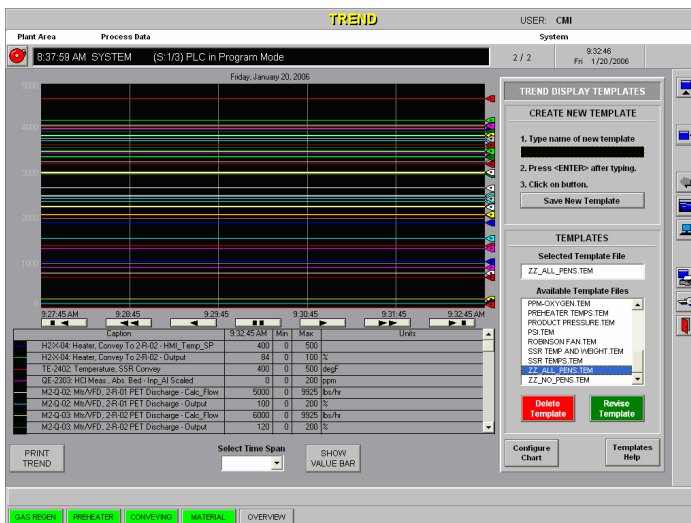 TREND
USER: CMI
Plant Area
Process Data
System
8:37:59 AM SYSTEM (S:1/3) PLC in Program Mode
2 / 2
9:32:46
Fri 1/20/2006
Friday, January 20, 2006
5000
4000
3000
2000
1000
0
9:27:45 AM
9:28:45
9:29:45
9:30:45
9:31:45
9:32:45 AM
Caption 9:32:45 AM Min Max Units
H2X-04: Heater, Convey To 2-R-02 - HMI_Temp_SP 400 0 500
H2X-04: Heater, Convey To 2-R-02 - Output 84 0 100 %
TE-2402: Temperature, SSR Convey 400 0 500 degF
QE-2303: HCl Meas., Abs. Bed - Inp_AI Scaled 0 0 200 ppm
M2-Q-02: Mtr/VFD, 2-R-01 PET Discharge - Calc_Flow 5000 0 9925 lbs/hr
M2-Q-02: Mtr/VFD, 2-R-01 PET Discharge - Output 100 0 200 %
M2-Q-03: Mtr/VFD, 2-R-02 PET Discharge - Calc_Flow 6000 0 9925 lbs/hr
M2-Q-03: Mtr/VFD, 2-R-02 PET Discharge - Output 120 0 200 %
PRINT TREND
Select Time Span
SHOW VALUE BAR
TREND DISPLAY TEMPLATES
CREATE NEW TEMPLATE
1. Type name of new template
2. Press <ENTER> after typing.
3. Click on button.
Save New Template
TEMPLATES
Selected Template File
ZZ_ALL_PENS.TEM
Available Template Files
PPM-OXYGEN.TEM
PREHEATER TEMPS.TEM
PRODUCT PRESSURE.TEM
PSI.TEM
ROBINSON FAN.TEM
SSR TEMP AND WEIGHT.TEM
SSR TEMPS.TEM
ZZ_ALL_PENS.TEM
ZZ_NO_PENS.TEM
Delete Template
Revise Template
Configure Chart
Templates Help
GAS REGEN
PREHEATER
CONVEYING
MATERIAL
OVERVIEW